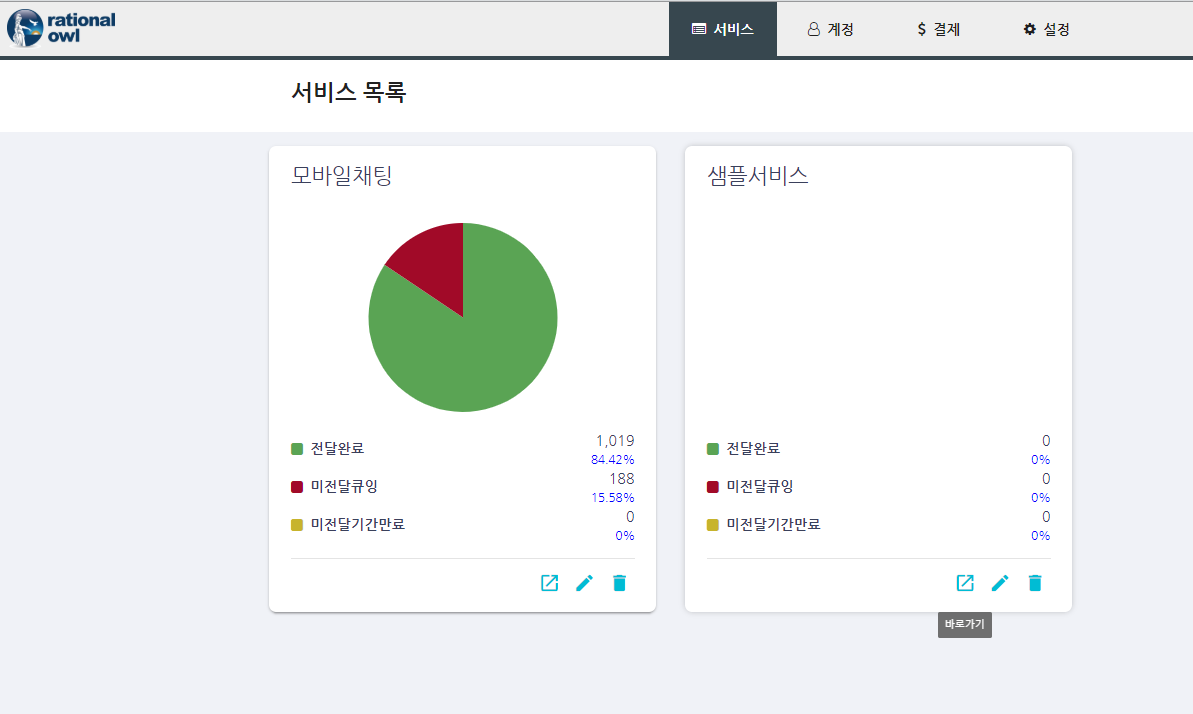 rational
owl
서비스
계정
$ 결제
설정
서비스 목록
모바일채팅
전달완료 1,019
84.42%
미전달큐잉 188
15.58%
미전달기간만료 0
0%
샘플서비스
전달완료 0
0%
미전달큐잉 0
0%
미전달기간만료 0
0%
바로가기